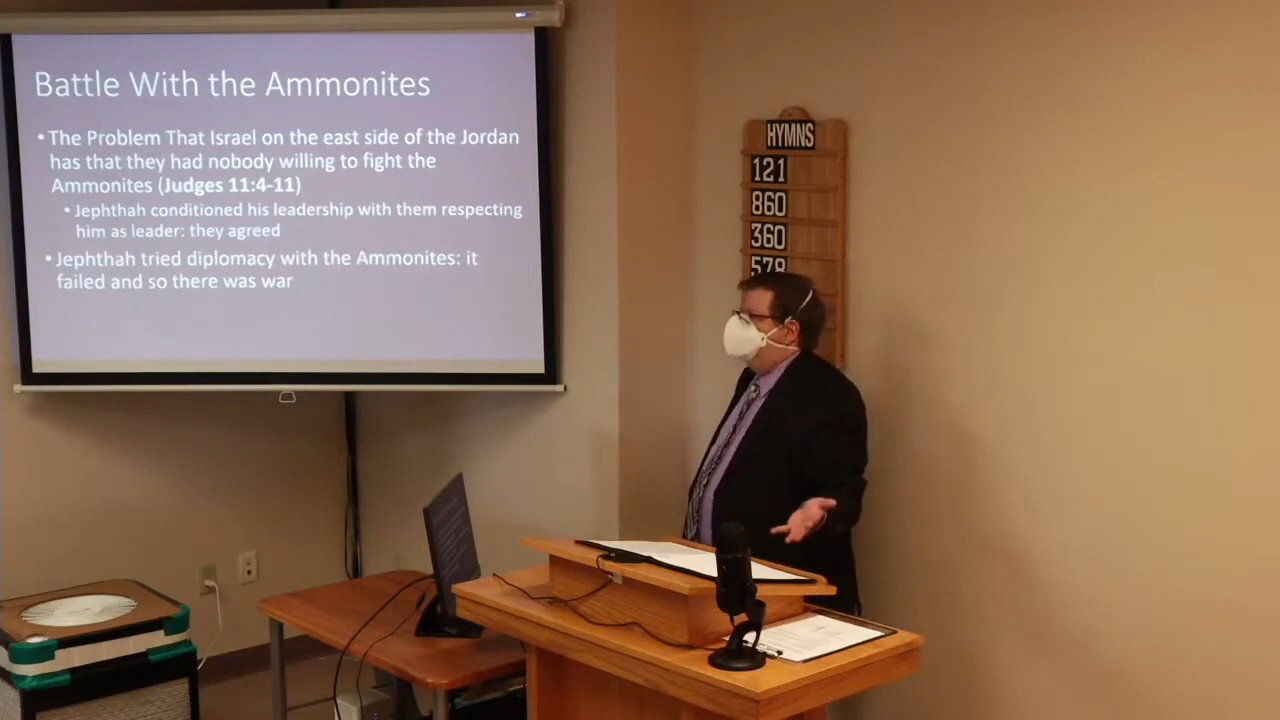 Battle With the Ammonites
• The Problem That Israel on the east side of the Jordan
has that they had nobody willing to fight the
Ammonites (Judges 11:4-11)
• Jephthah conditioned his leadership with them respecting
him as leader: they agreed
• Jephthah tried diplomacy with the Ammonites: it
failed and so there was war
HYMNS
121
860
360
578